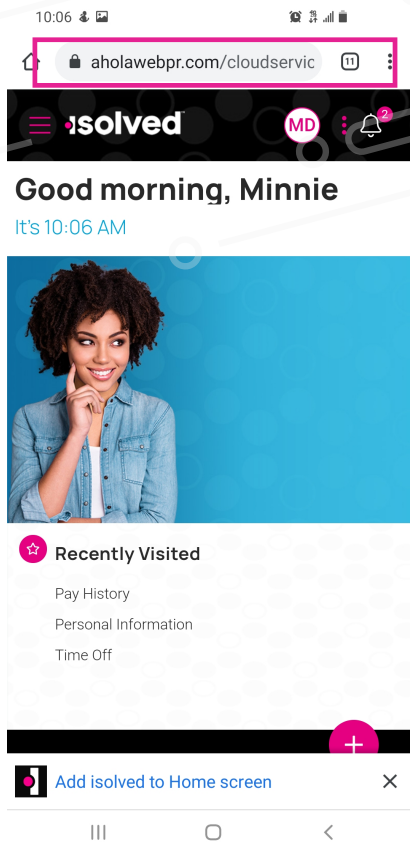 10:06
aholawebpr.com/cloudservic
11
isolved
MD
2
Good morning, Minnie
It's 10:06 AM
Recently Visited
Pay History
Personal Information
Time Off
+
Add isolved to Home screen